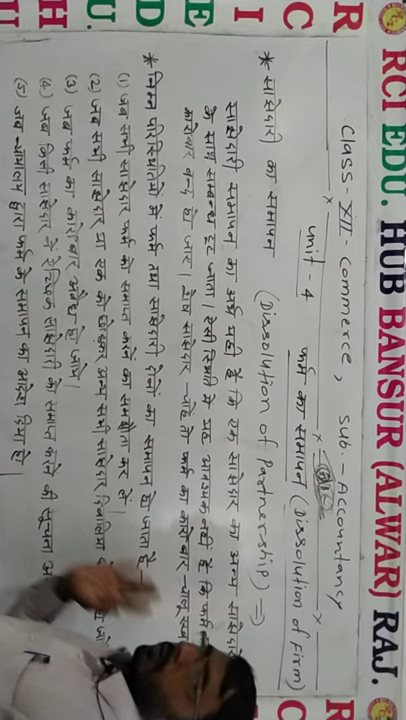 RCI EDU. HUB BANSUR (ALWAR) RAJ.
R
C
I
E
D
U.
H
U
R
C
Class-XII-Commerce, Sub.-Accountancy
Unit-4 फर्म का समापन (Dissolution of Firm)
* साझेदारी का समापन (Dissolution of Partnership) ⇒
साझेदारी समापन का अर्थ यही है कि एक साझेदार का अन्य साझेदारों
के साथ सम्बन्ध टूट जाता। ऐसी स्थिति में यह आवश्यक नहीं है कि फर्म
कारोबार बन्द हो जाए। शेष साझेदार चाहे तो फर्म का कारोबार चालू रख
* निम्न परिस्थितियों में फर्म तथा साझेदारी दोनों का समापन हो जाता है-
(1) जब सभी साझेदार फर्म को समाप्त करने का समझौता कर लें।
(2) जब सभी साझेदार या एक को छोड़कर अन्य सभी साझेदार दिवालिया
(3) जब फर्म का कारोबार अवैध हो जाये।
(4) जब किसी साझेदार ने ऐच्छिक साझेदारी को समाप्त करने की सूचना
(5) जब न्यायालय द्वारा फर्म के समापन का आदेश दिया हो।